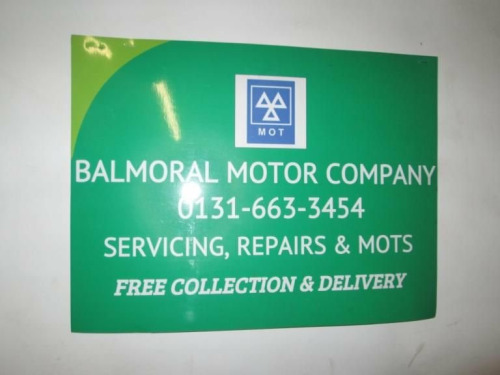 MOT
BALMORAL MOTOR COMPANY
0131-663-3454
SERVICING, REPAIRS & MOTS
FREE COLLECTION & DELIVERY